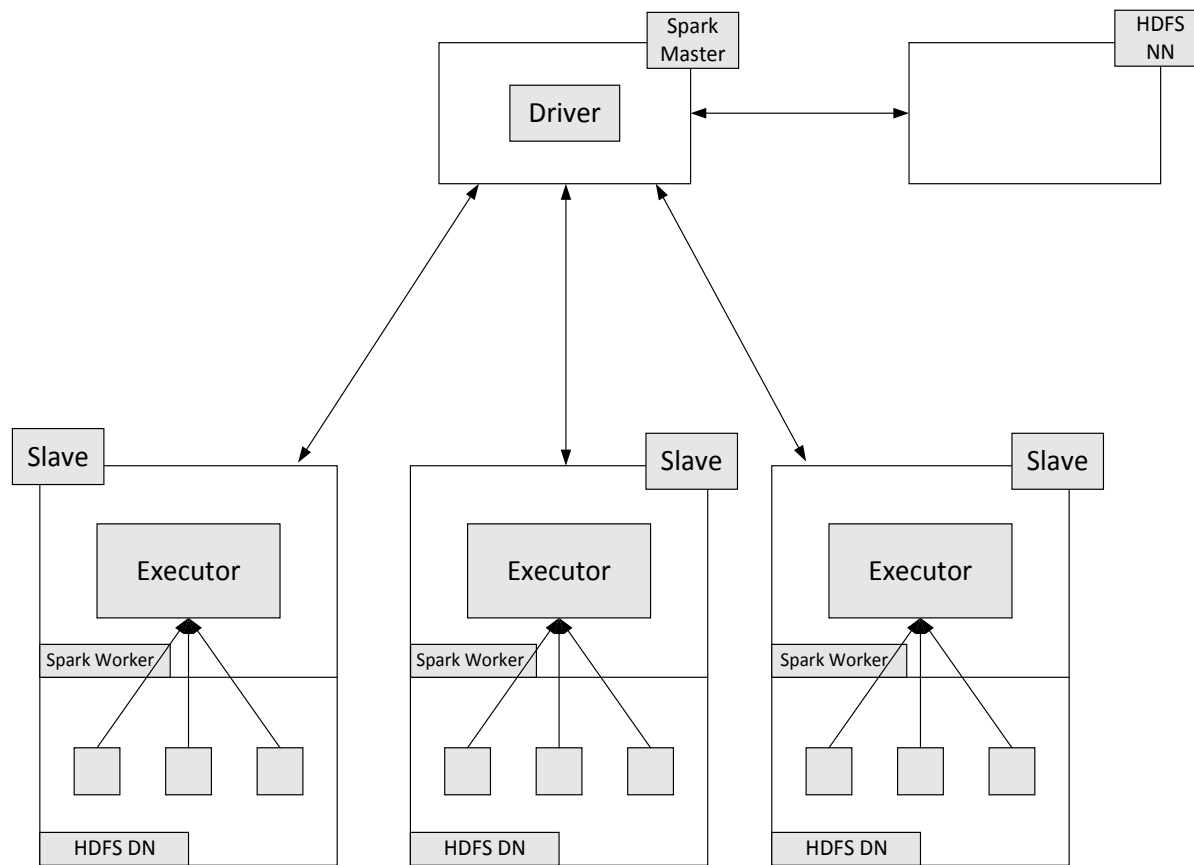 Spark
Master
HDFS
NN
Driver
Slave
Slave
Slave
Executor
Executor
Executor
Spark Worker
Spark Worker
Spark Worker
HDFS DN
HDFS DN
HDFS DN